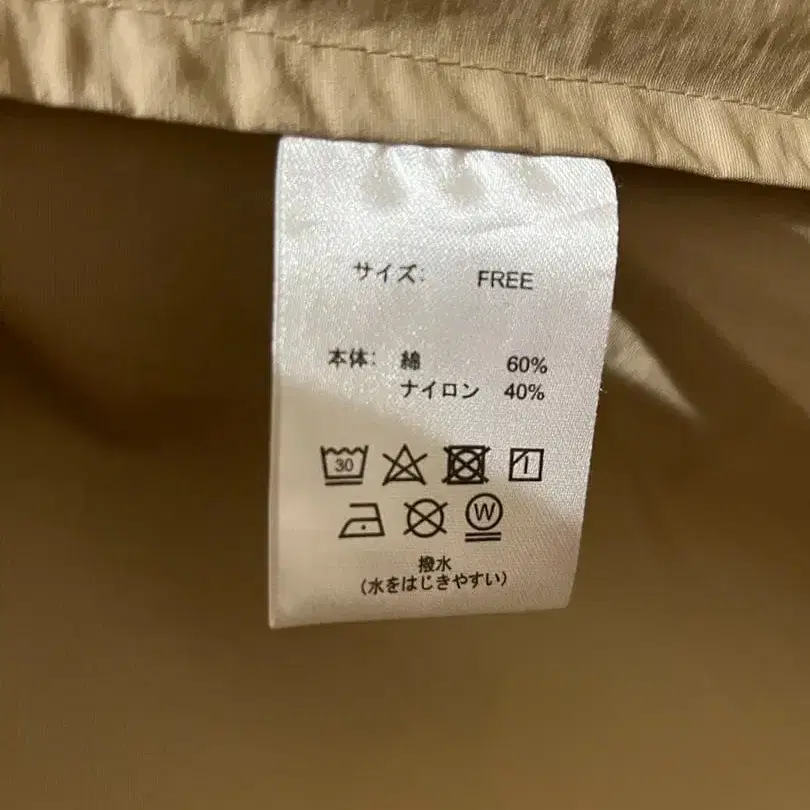 サイズ: FREE
本体: 綿 60%
ナイロン 40%
30
W
撥水
(水をはじきやすい)